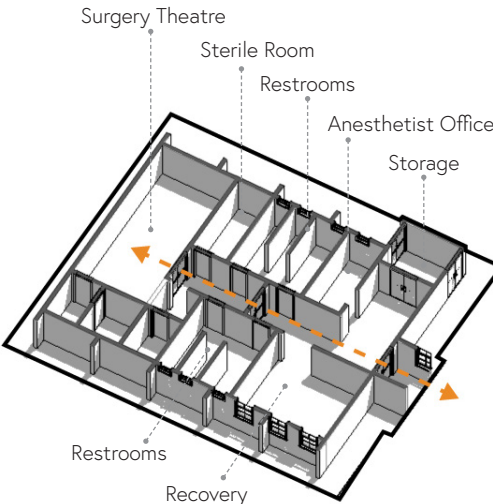 Surgery Theatre
Sterile Room
Restrooms
Anesthetist Office
Storage
Restrooms
Recovery